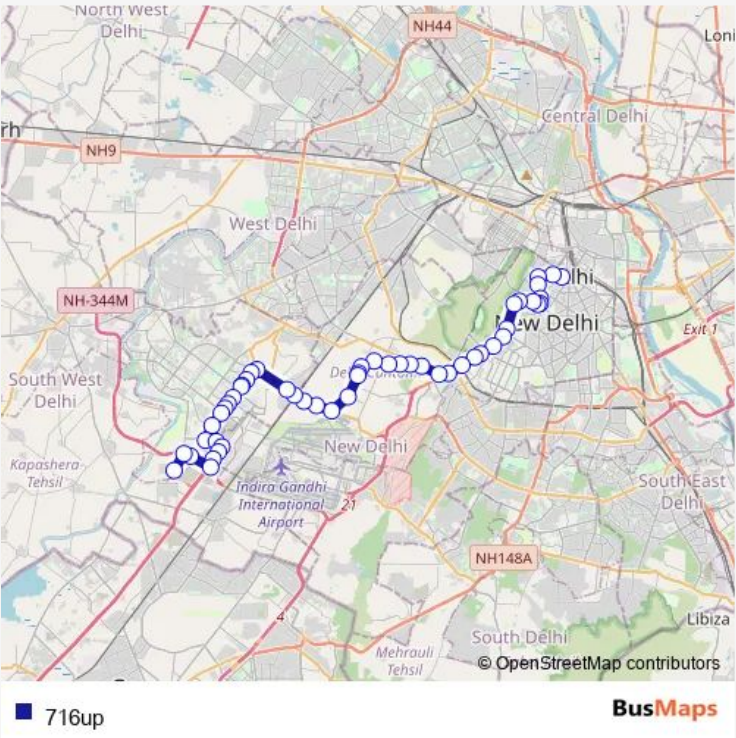 North West
Delhi
NH44
Loni
Central Delhi
rh
NH9
West Delhi
lhi
NH-344M
New Delhi
Exit 1
South West
Delhi
New Delhi
Kapashera
Tehsil
Indira Gandhi
International
Airport
21
South East
Delhi
NH148A
4
South Delhi
Libiza
Mehrauli
Tehsil
© OpenStreetMap contributors
716up
BusMaps